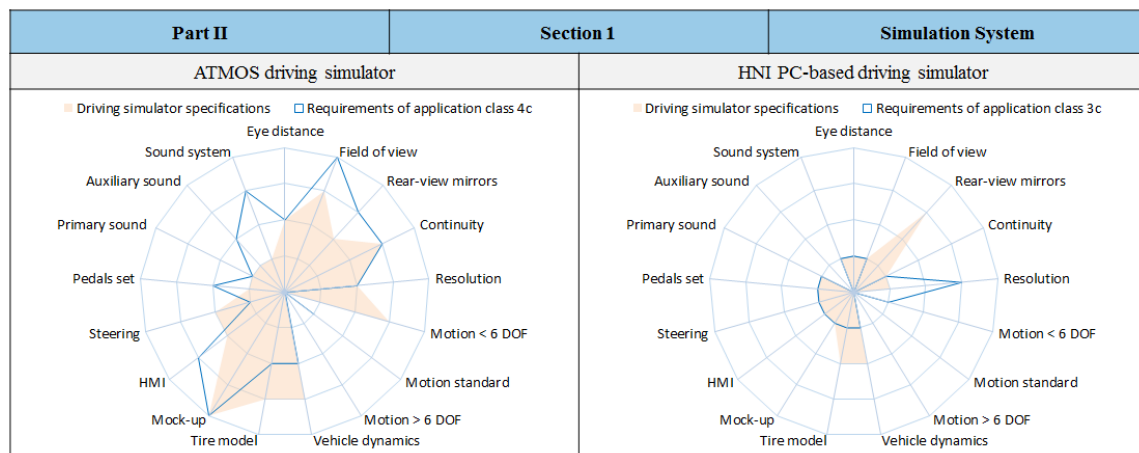 Part II
Section 1
Simulation System
ATMOS driving simulator
HNI PC-based driving simulator
Driving simulator specifications
Requirements of application class 4c
Eye distance
Field of view
Rear-view mirrors
Continuity
Resolution
Motion < 6 DOF
Motion standard
Motion > 6 DOF
Vehicle dynamics
Tire model
Mock-up
HMI
Steering
Pedals set
Primary sound
Auxiliary sound
Sound system
Driving simulator specifications
Requirements of application class 3c
Eye distance
Field of view
Rear-view mirrors
Continuity
Resolution
Motion < 6 DOF
Motion standard
Motion > 6 DOF
Vehicle dynamics
Tire model
Mock-up
HMI
Steering
Pedals set
Primary sound
Auxiliary sound
Sound system